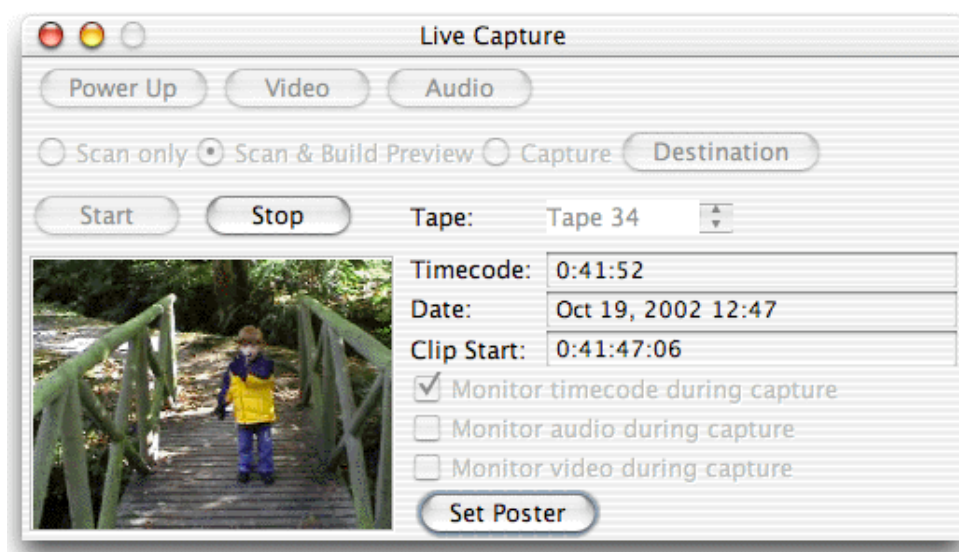 Live Capture
Power Up Video Audio
Scan only Scan & Build Preview Capture Destination
Start Stop Tape: Tape 34
Timecode: 0:41:52
Date: Oct 19, 2002 12:47
Clip Start: 0:41:47:06
Monitor timecode during capture
Monitor audio during capture
Monitor video during capture
Set Poster